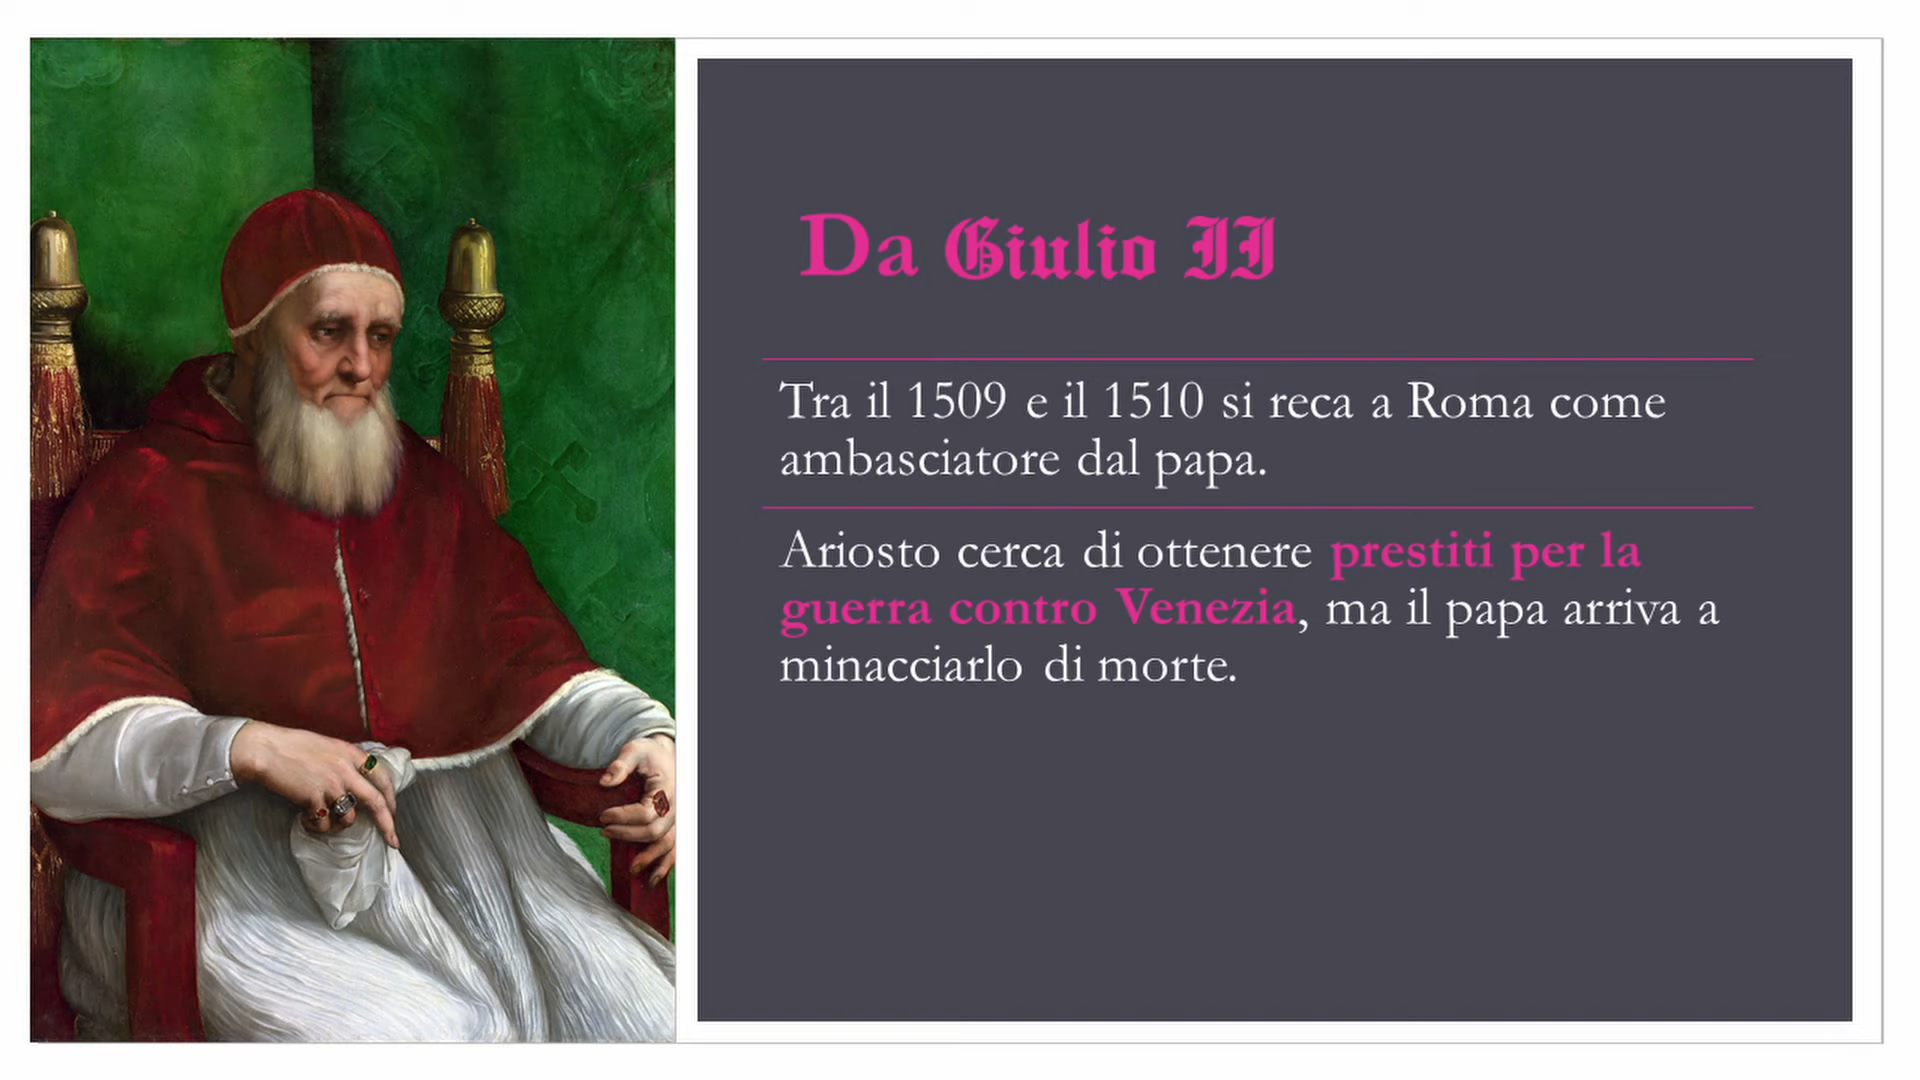 Da Giulio II
Tra il 1509 e il 1510 si reca a Roma come
ambasciatore dal papa.
Ariosto cerca di ottenere prestiti per la
guerra contro Venezia, ma il papa arriva a
minacciarlo di morte.